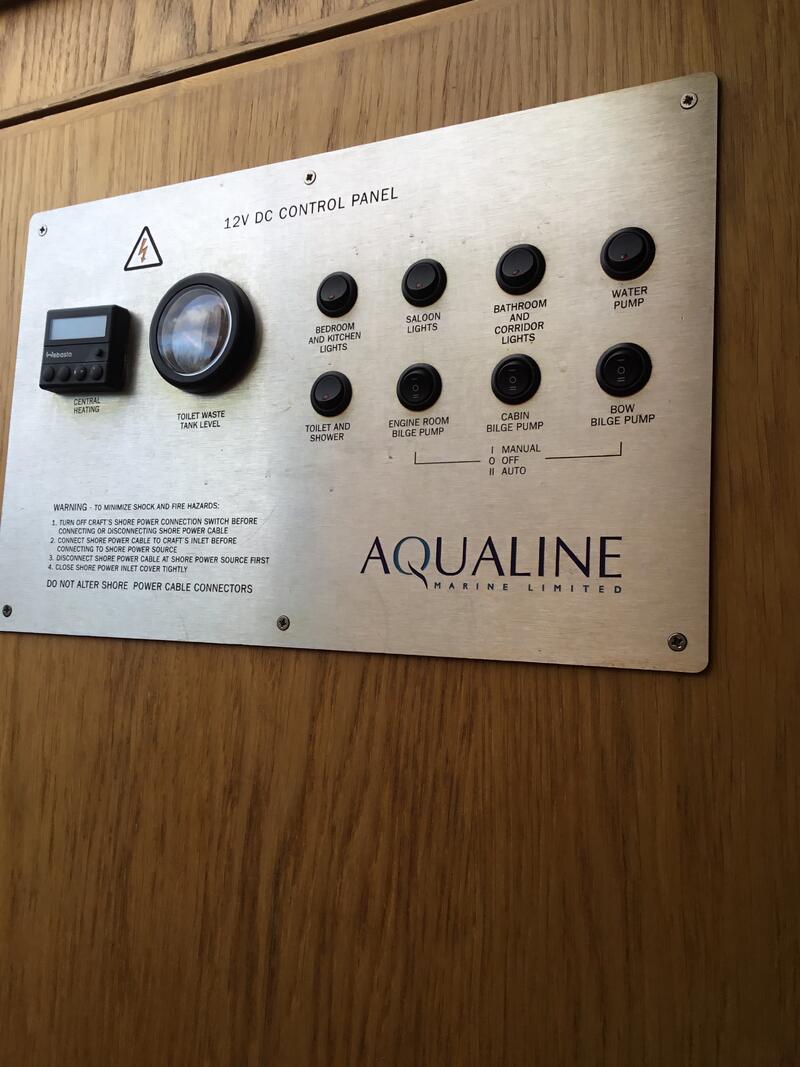 12V DC CONTROL PANEL
Webasto
CENTRAL
HEATING
TOILET WASTE
TANK LEVEL
BEDROOM
AND KITCHEN
LIGHTS
SALOON
LIGHTS
BATHROOM
AND
CORRIDOR
LIGHTS
WATER
PUMP
TOILET AND
SHOWER
ENGINE ROOM
BILGE PUMP
CABIN
BILGE PUMP
BOW
BILGE PUMP
I MANUAL
O OFF
II AUTO
WARNING - TO MINIMIZE SHOCK AND FIRE HAZARDS:
1. TURN OFF CRAFT'S SHORE POWER CONNECTION SWITCH BEFORE
CONNECTING OR DISCONNECTING SHORE POWER CABLE
2. CONNECT SHORE POWER CABLE TO CRAFT'S INLET BEFORE
CONNECTING TO SHORE POWER SOURCE
3. DISCONNECT SHORE POWER CABLE AT SHORE POWER SOURCE FIRST
4. CLOSE SHORE POWER INLET COVER TIGHTLY
DO NOT ALTER SHORE POWER CABLE CONNECTORS
AQUALINE
MARINE LIMITED